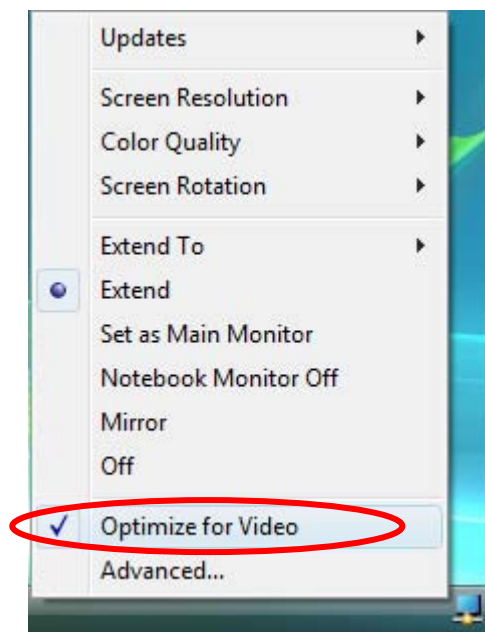 Updates
Screen Resolution
Color Quality
Screen Rotation
Extend To
Extend
Set as Main Monitor
Notebook Monitor Off
Mirror
Off
Optimize for Video
Advanced...